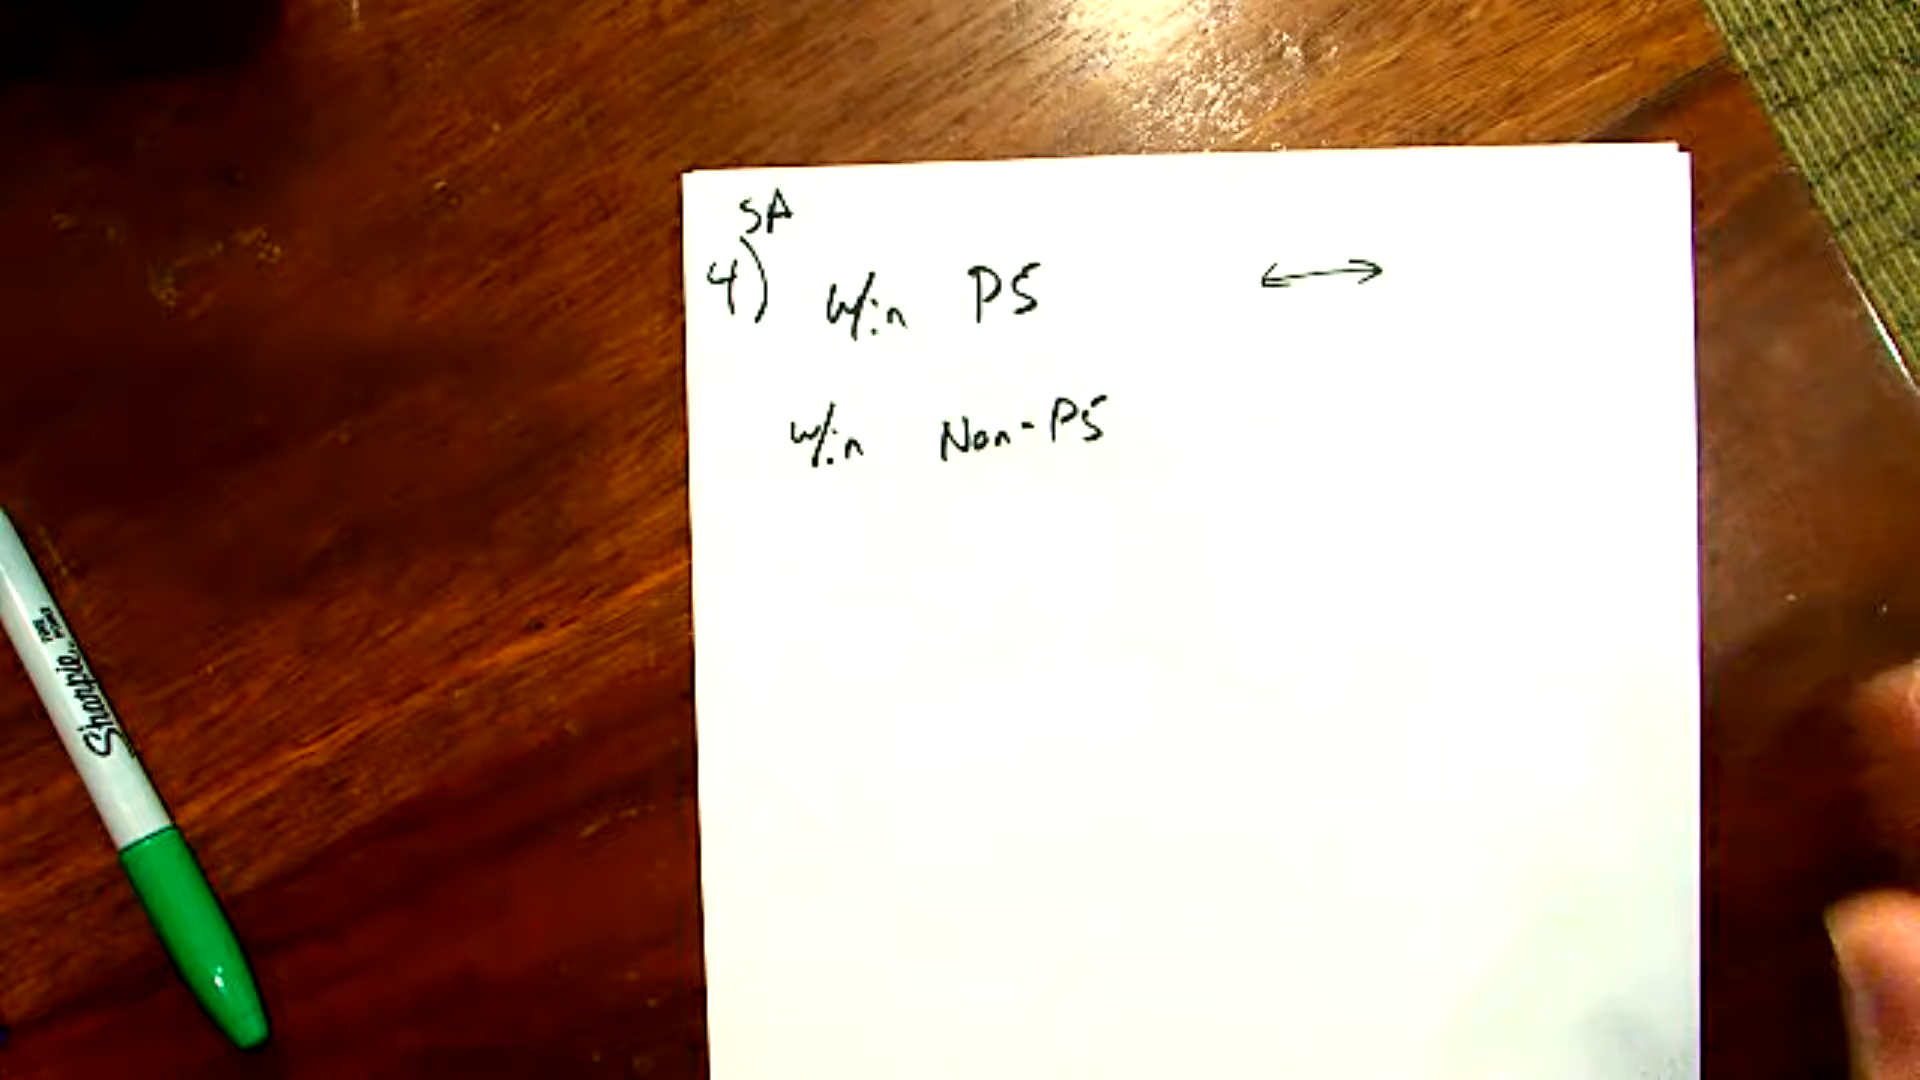 SA
4) w/in PS ↔
w/in Non-PS
Sharpie